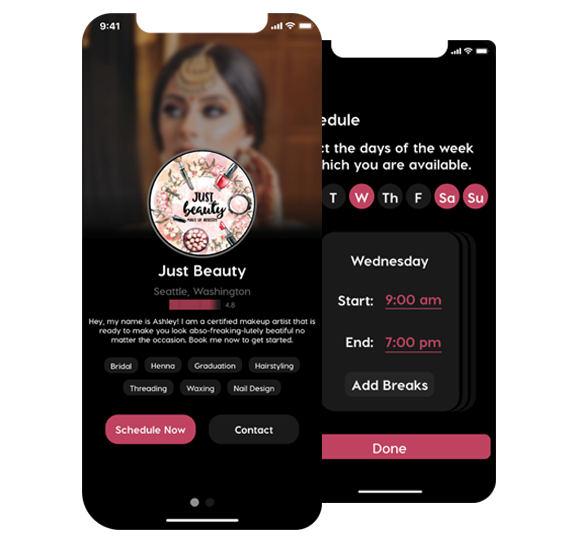 9:41
JUST
beauty
Just Beauty
Seattle, Washington
4.8
Hey, my name is Ashley! I am a certified makeup artist that is
ready to make you look abso-freaking-lutely beatiful no
matter the occasion. Book me now to get started.
Bridal Henna Graduation Hairstyling
Threading Waxing Nail Design
Schedule Now Contact
edule
ct the days of the week
hich you are available.
T W Th F Sa Su
Wednesday
Start: 9:00 am
End: 7:00 pm
Add Breaks
Done